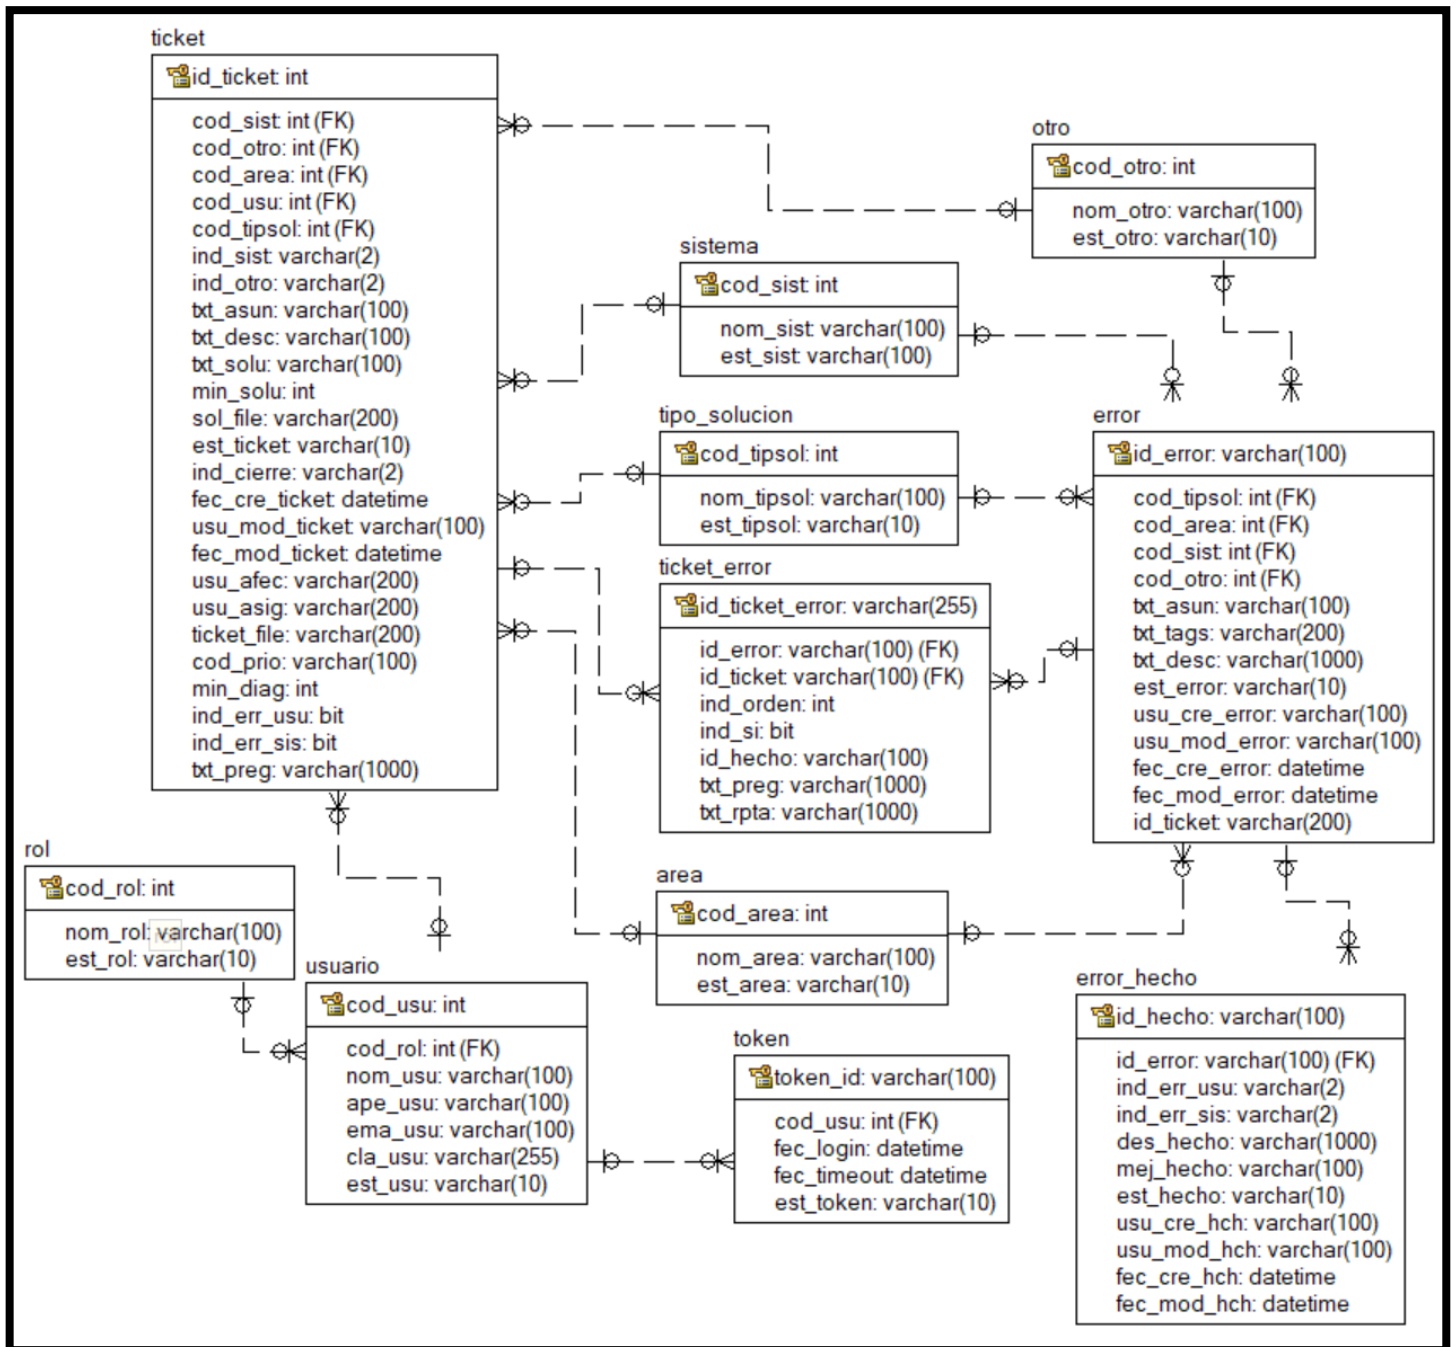 ticket
id_ticket: int
cod_sist: int (FK)
cod_otro: int (FK)
cod_area: int (FK)
cod_usu: int (FK)
cod_tipsol: int (FK)
ind_sist: varchar(2)
ind_otro: varchar(2)
txt_asun: varchar(100)
txt_desc: varchar(100)
txt_solu: varchar(100)
min_solu: int
sol_file: varchar(200)
est_ticket: varchar(10)
ind_cierre: varchar(2)
fec_cre_ticket: datetime
usu_mod_ticket: varchar(100)
fec_mod_ticket: datetime
usu_afec: varchar(200)
usu_asig: varchar(200)
ticket_file: varchar(200)
cod_prio: varchar(100)
min_diag: int
ind_err_usu: bit
ind_err_sis: bit
txt_preg: varchar(1000)
otro
cod_otro: int
nom_otro: varchar(100)
est_otro: varchar(10)
sistema
cod_sist: int
nom_sist: varchar(100)
est_sist: varchar(100)
tipo_solucion
cod_tipsol: int
nom_tipsol: varchar(100)
est_tipsol: varchar(10)
error
id_error: varchar(100)
cod_tipsol: int (FK)
cod_area: int (FK)
cod_sist: int (FK)
cod_otro: int (FK)
txt_asun: varchar(100)
txt_tags: varchar(200)
txt_desc: varchar(1000)
est_error: varchar(10)
usu_cre_error: varchar(100)
usu_mod_error: varchar(100)
fec_cre_error: datetime
fec_mod_error: datetime
id_ticket: varchar(200)
ticket_error
id_ticket_error: varchar(255)
id_error: varchar(100) (FK)
id_ticket: varchar(100) (FK)
ind_orden: int
ind_si: bit
id_hecho: varchar(100)
txt_preg: varchar(1000)
txt_rpta: varchar(1000)
rol
cod_rol: int
nom_rol: varchar(100)
est_rol: varchar(10)
area
cod_area: int
nom_area: varchar(100)
est_area: varchar(10)
usuario
cod_usu: int
cod_rol: int (FK)
nom_usu: varchar(100)
ape_usu: varchar(100)
ema_usu: varchar(100)
cla_usu: varchar(255)
est_usu: varchar(10)
token
token_id: varchar(100)
cod_usu: int (FK)
fec_login: datetime
fec_timeout: datetime
est_token: varchar(10)
error_hecho
id_hecho: varchar(100)
id_error: varchar(100) (FK)
ind_err_usu: varchar(2)
ind_err_sis: varchar(2)
des_hecho: varchar(1000)
mej_hecho: varchar(100)
est_hecho: varchar(10)
usu_cre_hch: varchar(100)
usu_mod_hch: varchar(100)
fec_cre_hch: datetime
fec_mod_hch: datetime